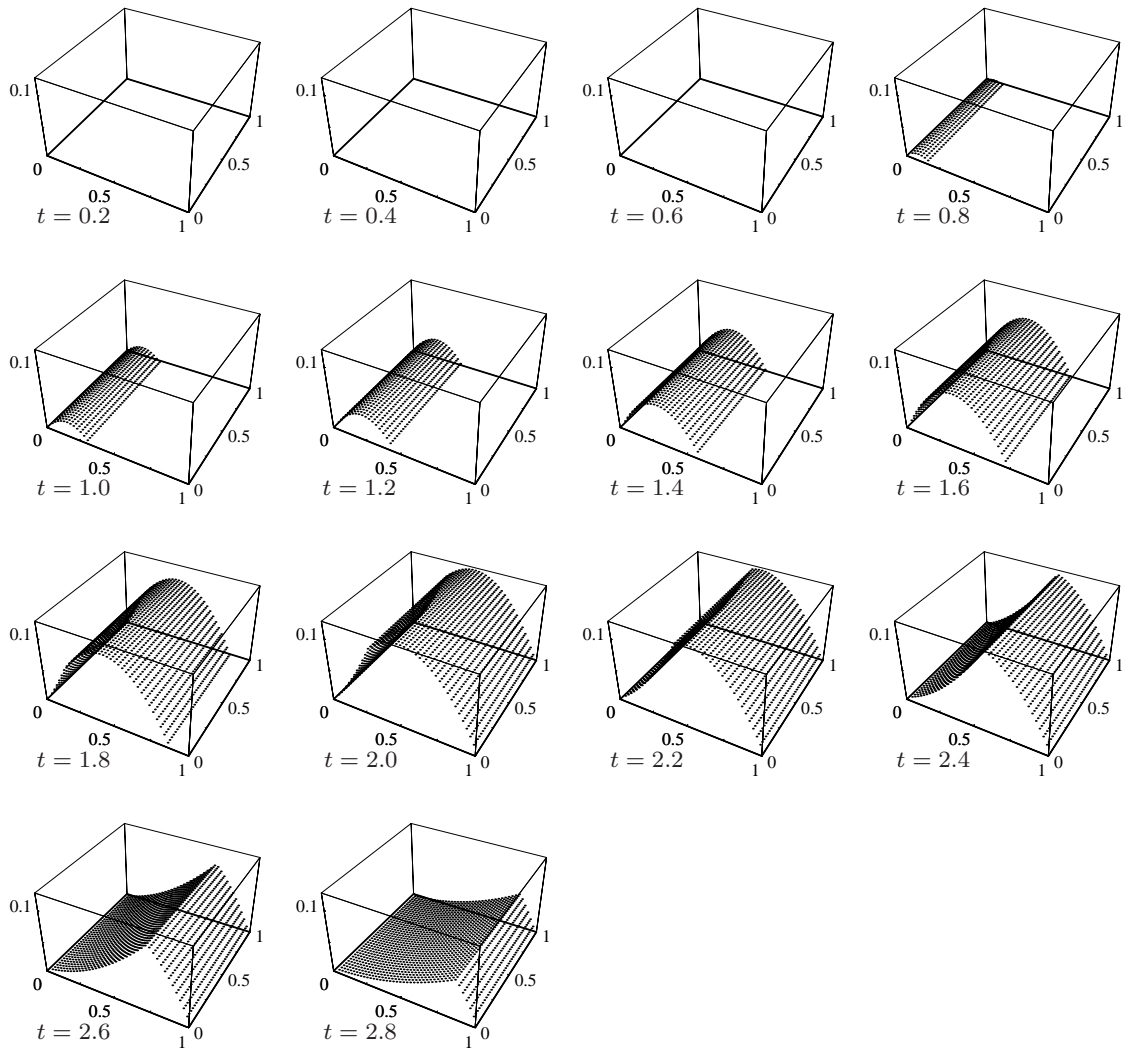 0.1 0.1 0.1 0.1
1 1 1 1
0 0.5 0 0.5 0 0.5 0 0.5
0.5 0.5 0.5 0.5
t = 0.2 1 0 t = 0.4 1 0 t = 0.6 1 0 t = 0.8 1 0
0.1 0.1 0.1 0.1
1 1 1 1
0 0.5 0 0.5 0 0.5 0 0.5
0.5 0.5 0.5 0.5
t = 1.0 1 0 t = 1.2 1 0 t = 1.4 1 0 t = 1.6 1 0
0.1 0.1 0.1 0.1
1 1 1 1
0 0.5 0 0.5 0 0.5 0 0.5
0.5 0.5 0.5 0.5
t = 1.8 1 0 t = 2.0 1 0 t = 2.2 1 0 t = 2.4 1 0
0.1 0.1
1 1
0 0.5 0 0.5
0.5 0.5
t = 2.6 1 0 t = 2.8 1 0